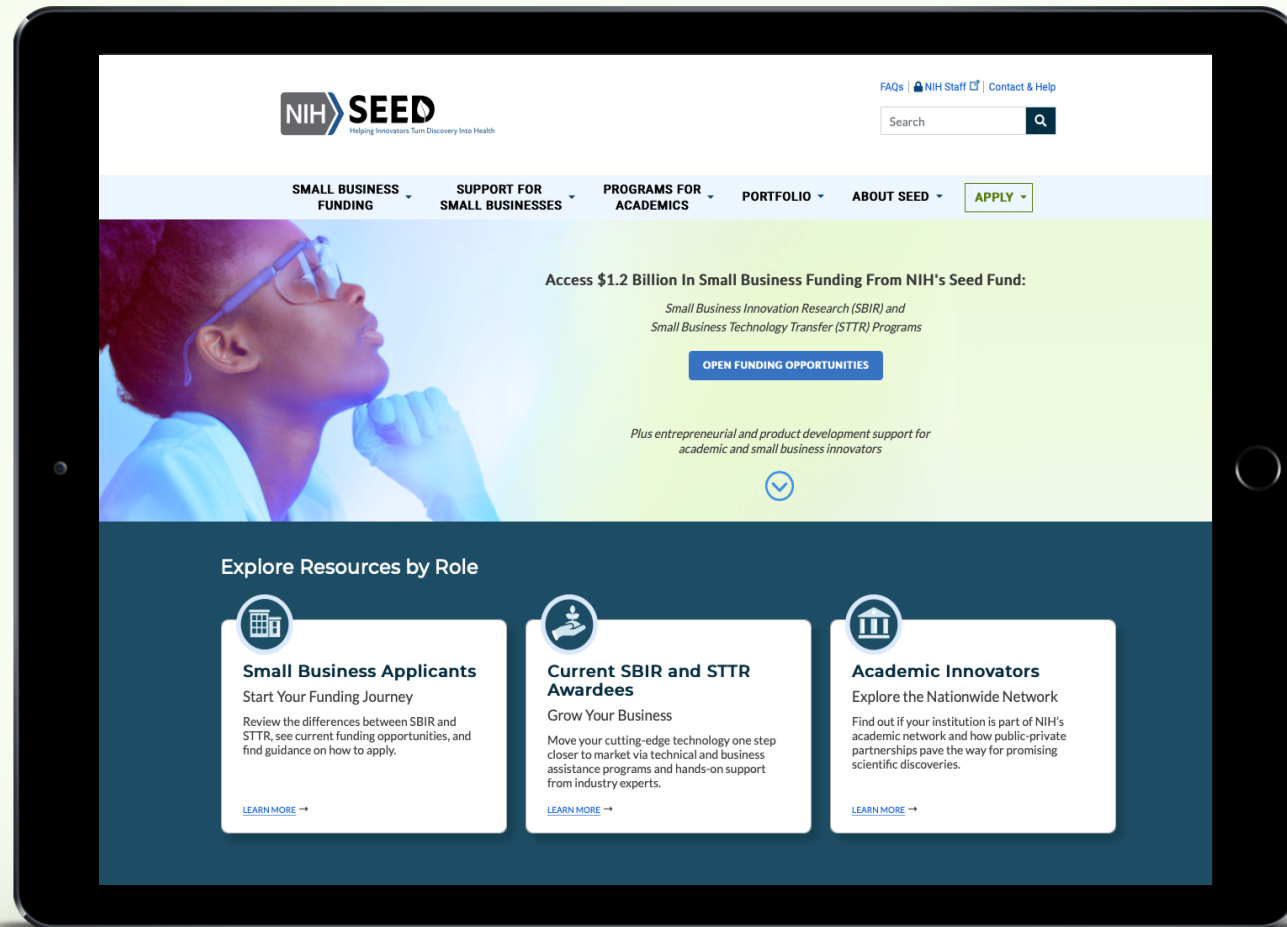 FAQs | NIH Staff | Contact & Help
NIH SEED
Helping Innovators Turn Discovery Into Health
Search
SMALL BUSINESS
FUNDING
SUPPORT FOR
SMALL BUSINESSES
PROGRAMS FOR
ACADEMICS
PORTFOLIO
ABOUT SEED
APPLY
Access $1.2 Billion In Small Business Funding From NIH's Seed Fund:
Small Business Innovation Research (SBIR) and
Small Business Technology Transfer (STTR) Programs
OPEN FUNDING OPPORTUNITIES
Plus entrepreneurial and product development support for
academic and small business innovators
Explore Resources by Role
Small Business Applicants
Start Your Funding Journey
Review the differences between SBIR and
STTR, see current funding opportunities, and
find guidance on how to apply.
LEARN MORE →
Current SBIR and STTR
Awardees
Grow Your Business
Move your cutting-edge technology one step
closer to market via technical and business
assistance programs and hands-on support
from industry experts.
LEARN MORE →
Academic Innovators
Explore the Nationwide Network
Find out if your institution is part of NIH's
academic network and how public-private
partnerships pave the way for promising
scientific discoveries.
LEARN MORE →